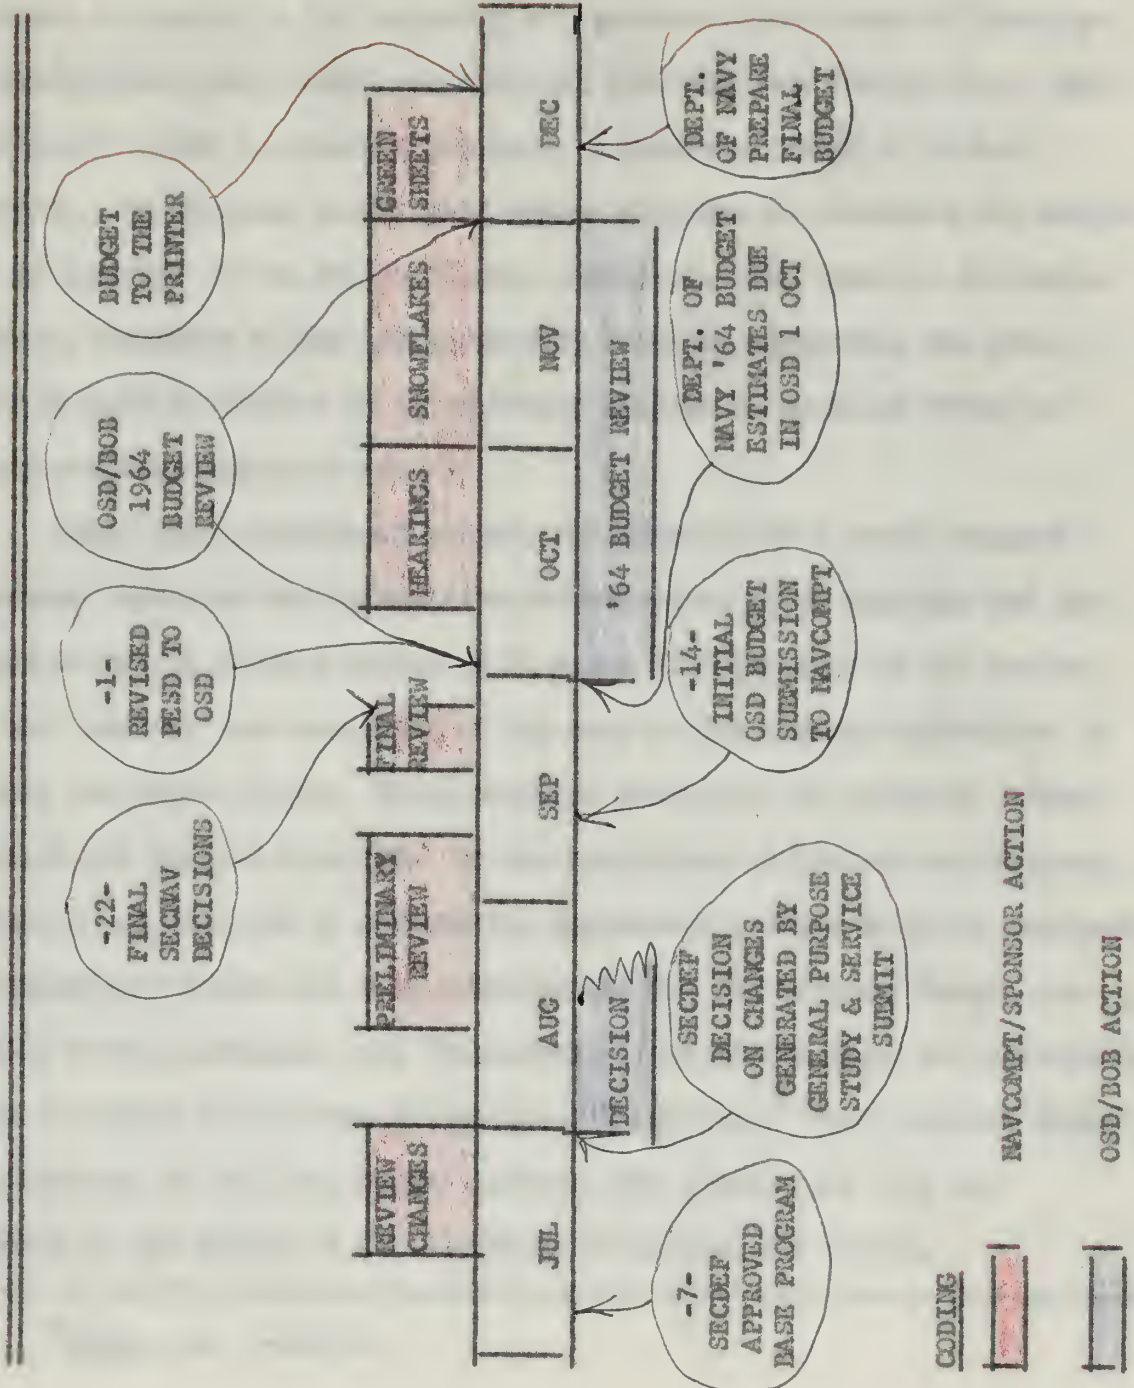 BUDGET
TO THE
PRINTER
OSD/BOB
1964
BUDGET
REVIEW
-1-
REVISED
PESD TO
OSD
-22-
FINAL
SECNAV
DECISIONS
REVIEW
CHANGES
PRELIMINARY
REVIEW
FINAL
REVIEW
HEARINGS
SNOWFLAKES
GREEN
SHEETS
JUL
AUG
SEP
OCT
NOV
DEC
DECISION
'64 BUDGET REVIEW
-7-
SECDEF
APPROVED
BASE PROGRAM
SECDEF
DECISION
ON CHANGES
GENERATED BY
GENERAL PURPOSE
STUDY & SERVICE
SUBMIT
-14-
INITIAL
OSD BUDGET
SUBMISSION
TO NAVCOMPT
DEPT. OF
NAVY '64 BUDGET
ESTIMATES DUE
IN OSD 1 OCT
DEPT.
OF NAVY
PREPARE
FINAL
BUDGET
CODING
NAVCOMPT/SPONSOR ACTION
OSD/BOB ACTION